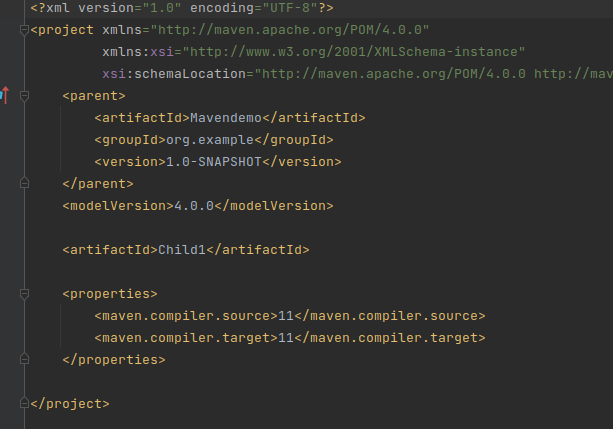 <?xml version="1.0" encoding="UTF-8"?>
<project xmlns="http://maven.apache.org/POM/4.0.0"
xmlns:xsi="http://www.w3.org/2001/XMLSchema-instance"
xsi:schemaLocation="http://maven.apache.org/POM/4.0.0 http://mav
<parent>
<artifactId>Mavendemo</artifactId>
<groupId>org.example</groupId>
<version>1.0-SNAPSHOT</version>
</parent>
<modelVersion>4.0.0</modelVersion>
<artifactId>Child1</artifactId>
<properties>
<maven.compiler.source>11</maven.compiler.source>
<maven.compiler.target>11</maven.compiler.target>
</properties>
</project>